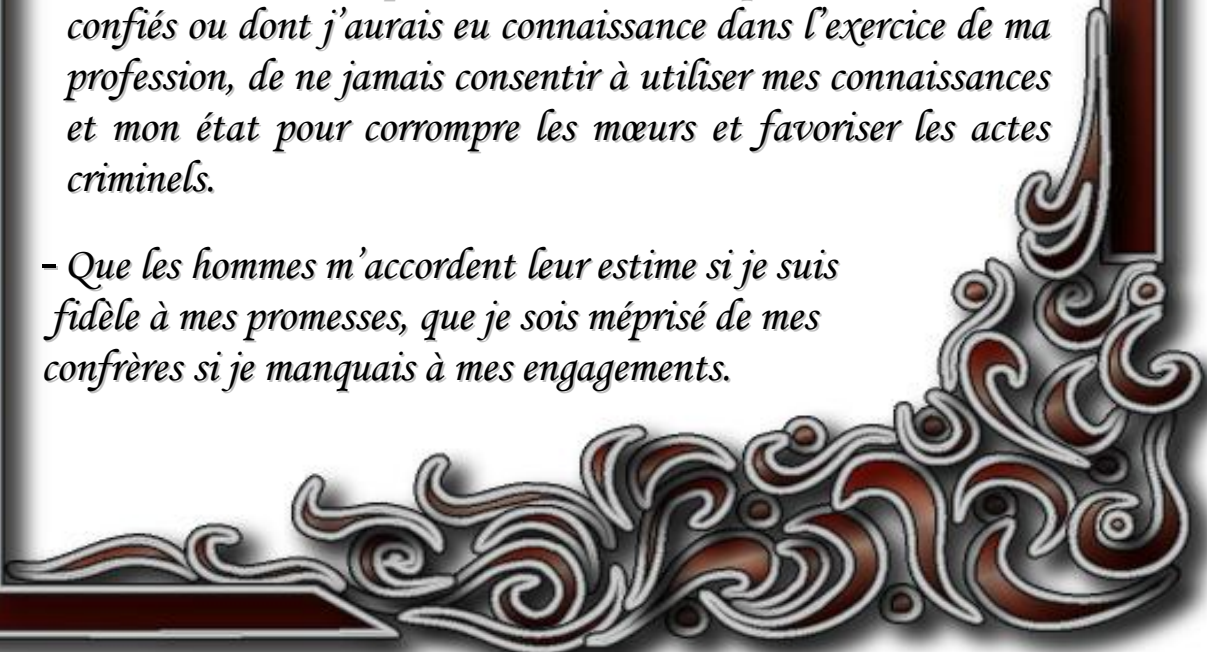 confiés ou dont j’aurais eu connaissance dans l’exercice de ma
profession, de ne jamais consentir à utiliser mes connaissances
et mon état pour corrompre les mœurs et favoriser les actes
criminels.
- Que les hommes m’accordent leur estime si je suis
fidèle à mes promesses, que je sois méprisé de mes
confrères si je manquais à mes engagements.